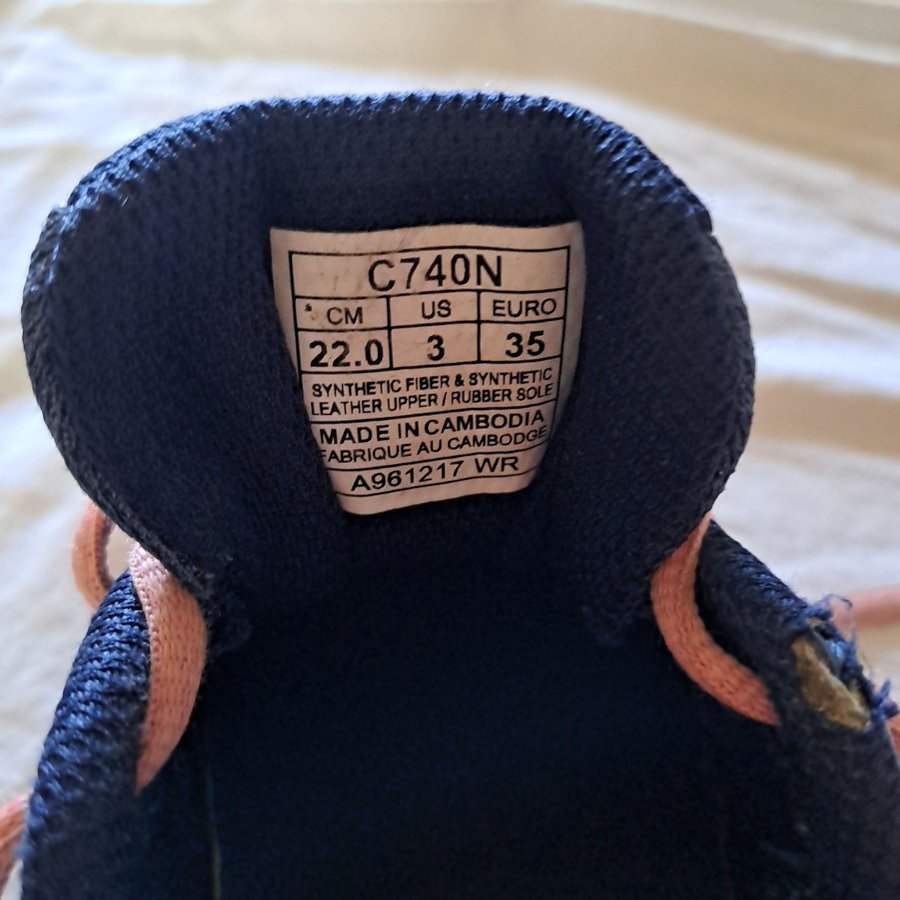 C740N
* CM US EURO
22.0 3 35
SYNTHETIC FIBER & SYNTHETIC
LEATHER UPPER / RUBBER SOLE
MADE IN CAMBODIA
FABRIQUE AU CAMBODGE
A961217 WR